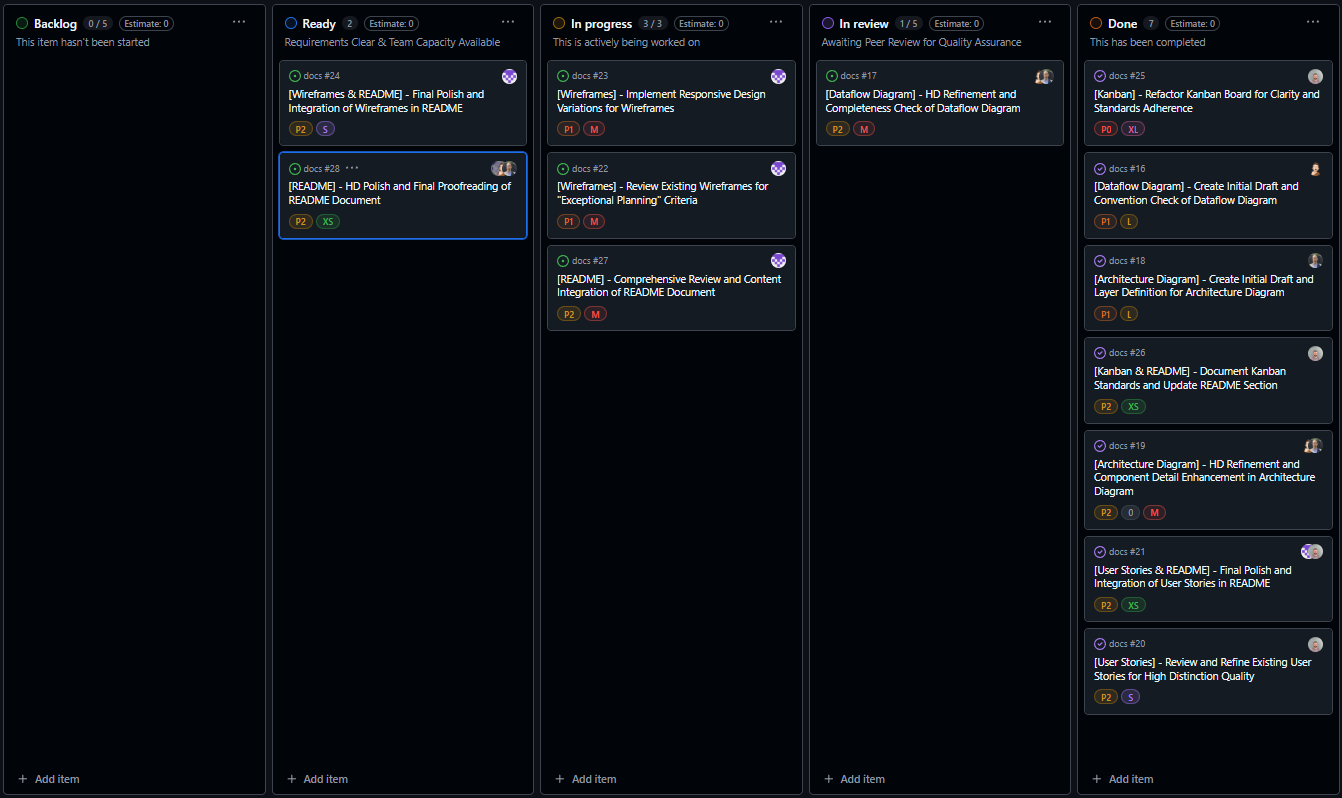 Backlog 0 / 5 Estimate: 0
This item hasn't been started
Add item
Ready 2 Estimate: 0
Requirements Clear & Team Capacity Available
docs #24
[Wireframes & README] - Final Polish and
Integration of Wireframes in README
P2 S
docs #28
[README] - HD Polish and Final Proofreading of
README Document
P2 XS
Add item
In progress 3 / 3 Estimate: 0
This is actively being worked on
docs #23
[Wireframes] - Implement Responsive Design
Variations for Wireframes
P1 M
docs #22
[Wireframes] - Review Existing Wireframes for
"Exceptional Planning" Criteria
P1 M
docs #27
[README] - Comprehensive Review and Content
Integration of README Document
P2 M
Add item
In review 1 / 5 Estimate: 0
Awaiting Peer Review for Quality Assurance
docs #17
[Dataflow Diagram] - HD Refinement and
Completeness Check of Dataflow Diagram
P2 M
Add item
Done 7 Estimate: 0
This has been completed
docs #25
[Kanban] - Refactor Kanban Board for Clarity and
Standards Adherence
P0 XL
docs #16
[Dataflow Diagram] - Create Initial Draft and
Convention Check of Dataflow Diagram
P1 L
docs #18
[Architecture Diagram] - Create Initial Draft and
Layer Definition for Architecture Diagram
P1 L
docs #26
[Kanban & README] - Document Kanban
Standards and Update README Section
P2 XS
docs #19
[Architecture Diagram] - HD Refinement and
Component Detail Enhancement in Architecture
Diagram
P2 0 M
docs #21
[User Stories & README] - Final Polish and
Integration of User Stories in README
P2 XS
docs #20
[User Stories] - Review and Refine Existing User
Stories for High Distinction Quality
P2 S
Add item